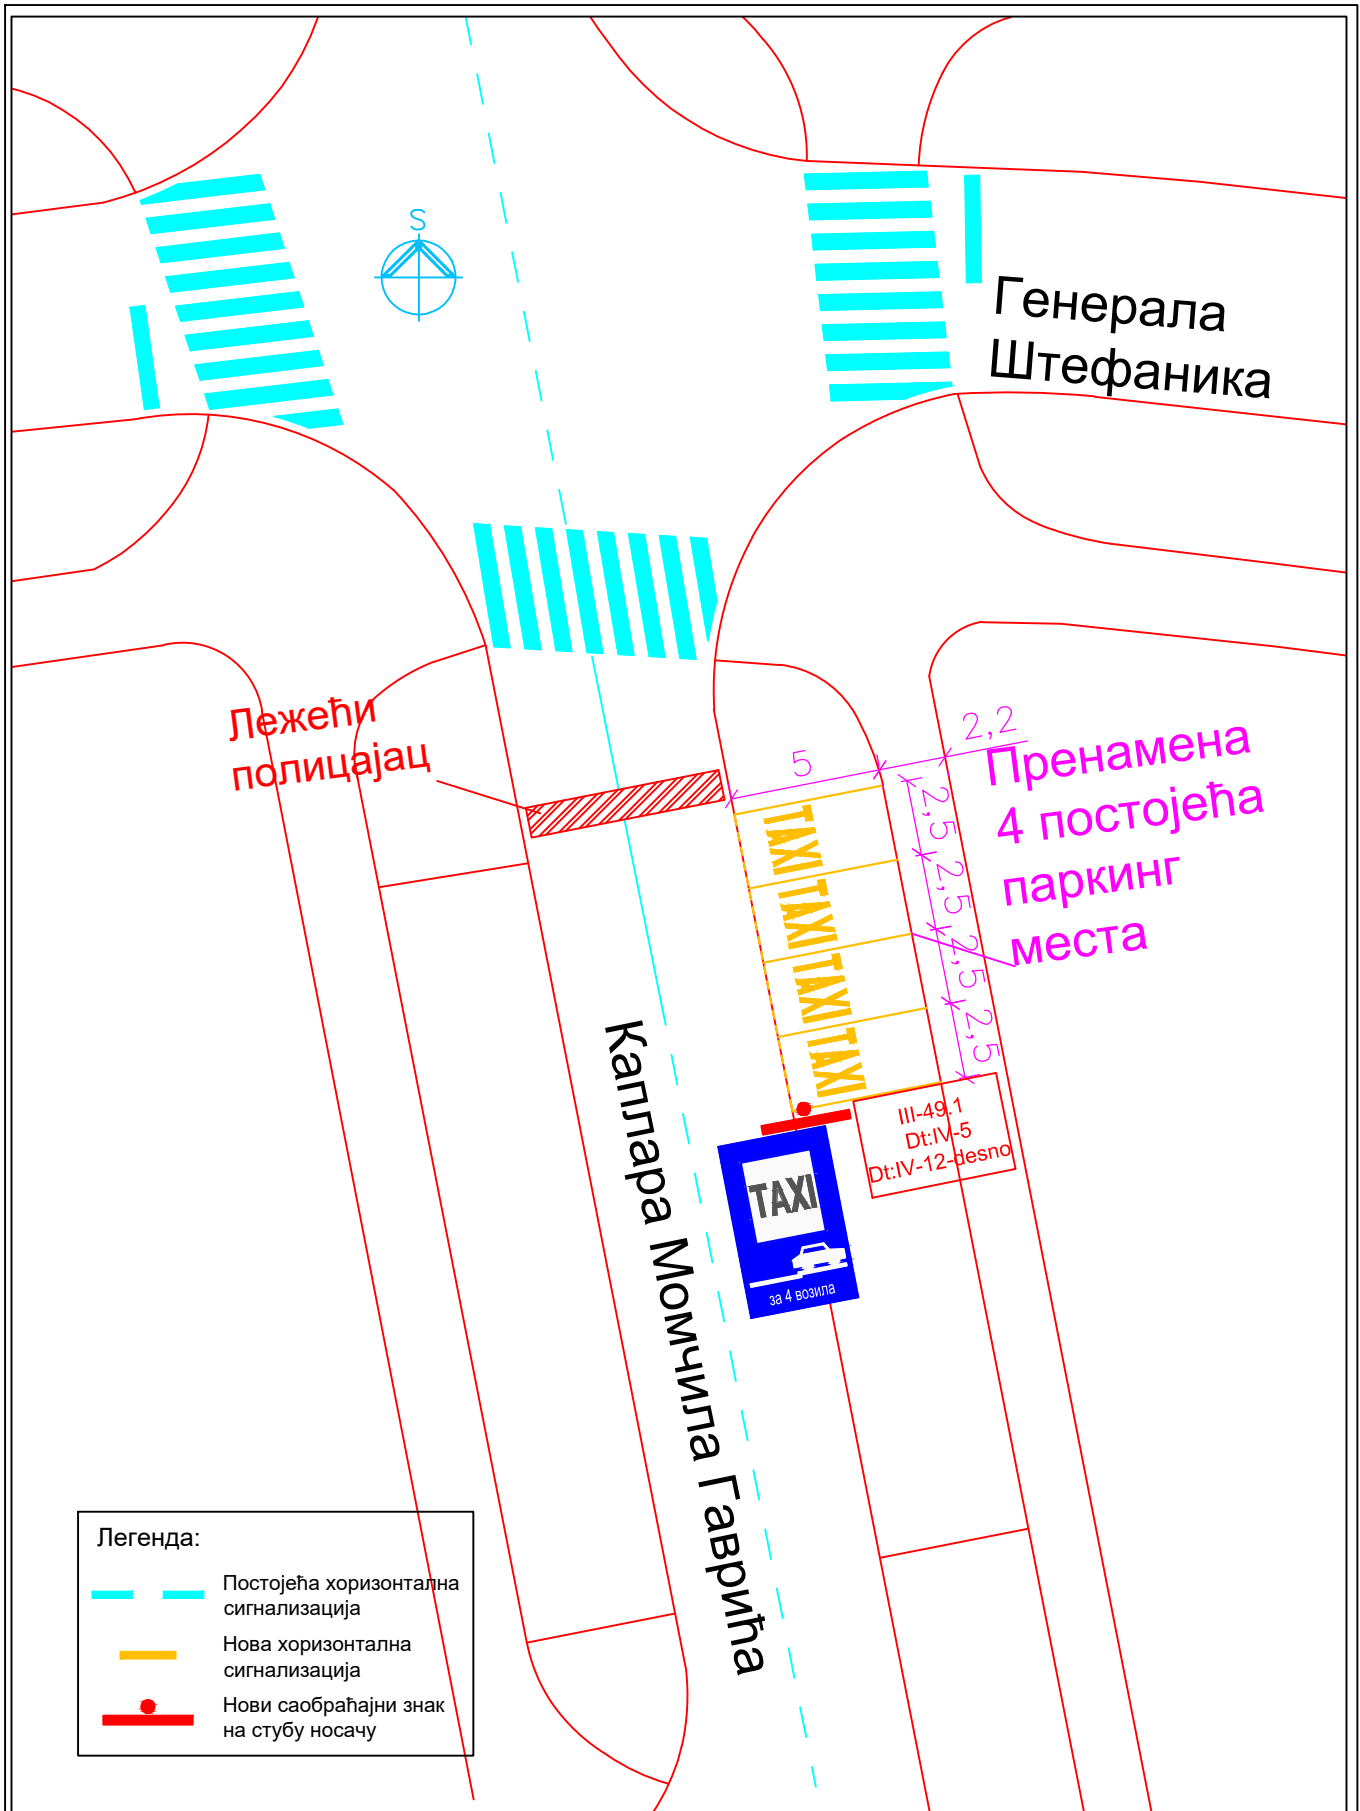 S
Генерала
Штефаника
Лежећи
полицајац
2,2
5
Пренамена
4 постојећа
паркинг
места
2,5
2,5
2,5
2,5
TAXI
TAXI
TAXI
TAXI
Каплара Момчила Гаврића
III-49.1
Dt:IV-5
Dt:IV-12-desno
TAXI
за 4 возила
Легенда:
Постојећа хоризонтална
сигнализација
Нова хоризонтална
сигнализација
Нови саобраћајни знак
на стубу носачу